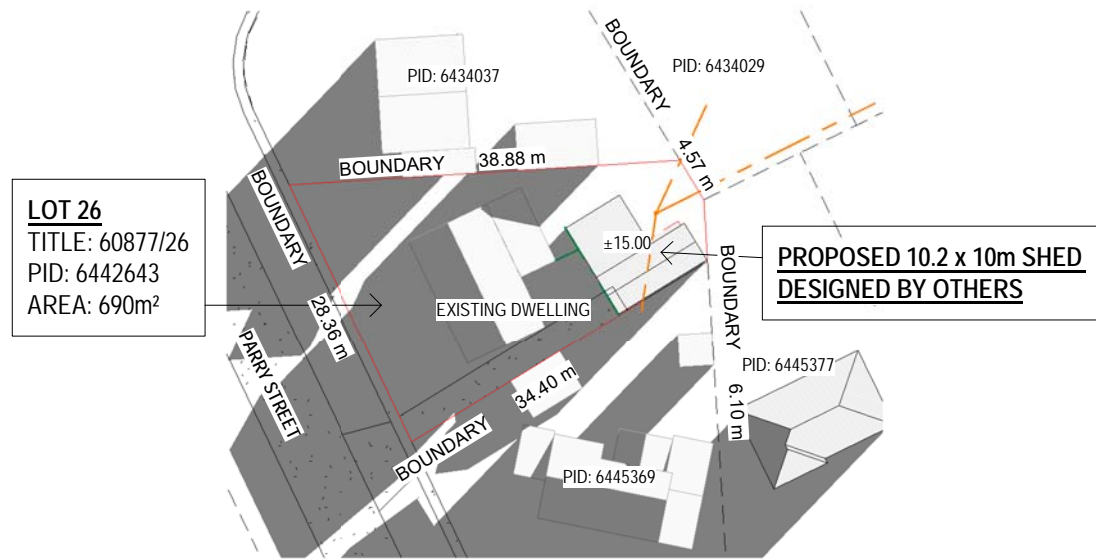 PID: 6434037
PID: 6434029
BOUNDARY
BOUNDARY 38.88 m
4.57 m
BOUNDARY
LOT 26
TITLE: 60877/26
PID: 6442643
AREA: 690m²
±15.00
PROPOSED 10.2 x 10m SHED
DESIGNED BY OTHERS
BOUNDARY
28.36 m
EXISTING DWELLING
PARRY STREET
34.40 m
BOUNDARY
PID: 6445377
6.10 m
PID: 6445369